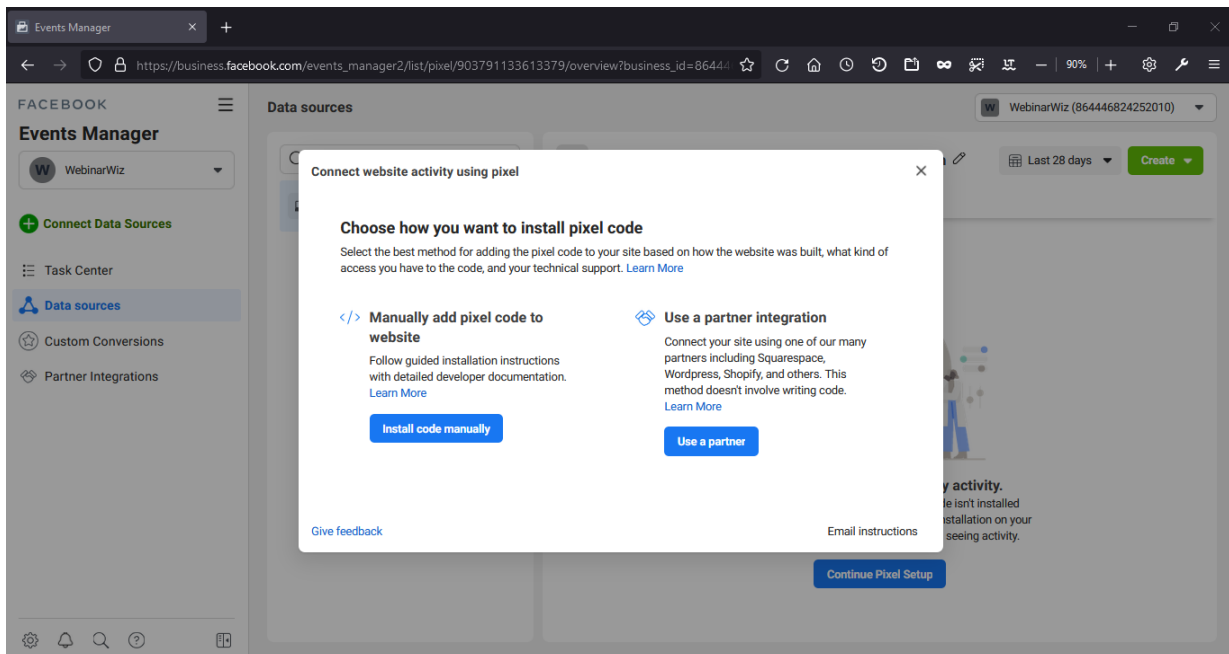 Events Manager
https://business.facebook.com/events_manager2/list/pixel/903791133613379/overview?business_id=86444
90%
FACEBOOK
Events Manager
W WebinarWiz
Connect Data Sources
Task Center
Data sources
Custom Conversions
Partner Integrations
Data sources
W WebinarWiz (864446824252010)
Last 28 days
Create
Connect website activity using pixel
Choose how you want to install pixel code
Select the best method for adding the pixel code to your site based on how the website was built, what kind of
access you have to the code, and your technical support. Learn More
Manually add pixel code to
website
Follow guided installation instructions
with detailed developer documentation.
Learn More
Install code manually
Use a partner integration
Connect your site using one of our many
partners including Squarespace,
Wordpress, Shopify, and others. This
method doesn't involve writing code.
Learn More
Use a partner
Give feedback
Email instructions
activity.
isn't installed
on your
seeing activity.
Continue Pixel Setup